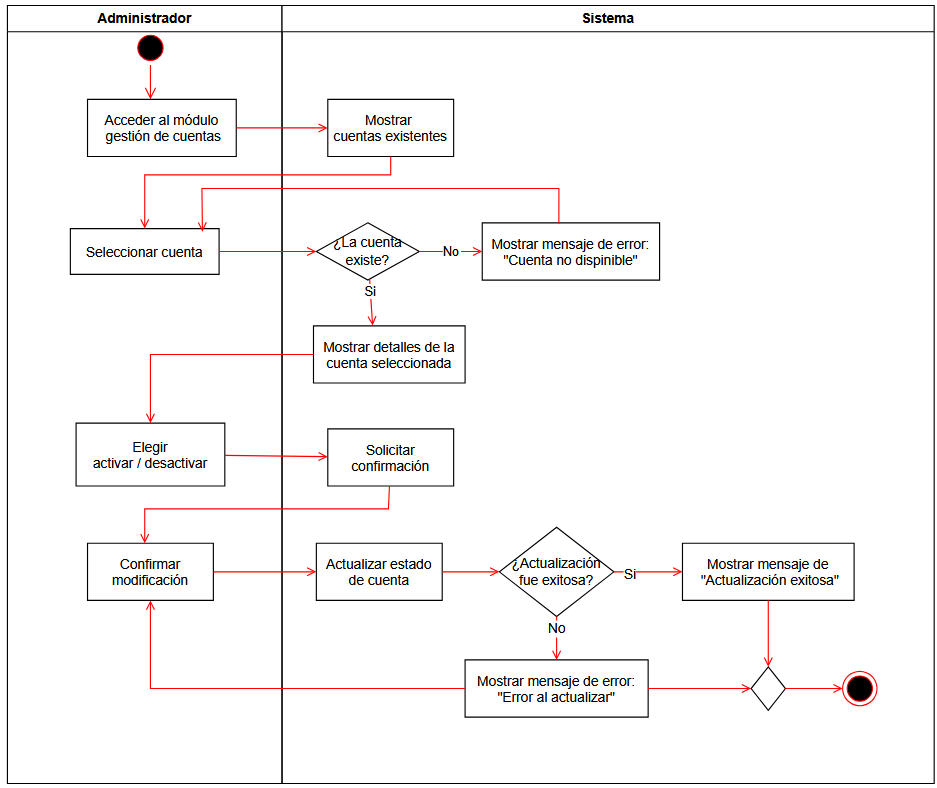 Administrador
Sistema
Acceder al módulo
gestión de cuentas
Mostrar
cuentas existentes
Seleccionar cuenta
¿La cuenta
existe?
No
Mostrar mensaje de error:
"Cuenta no dispinible"
Si
Mostrar detalles de la
cuenta seleccionada
Elegir
activar / desactivar
Solicitar
confirmación
Confirmar
modificación
Actualizar estado
de cuenta
¿Actualización
fue exitosa?
Si
Mostrar mensaje de
"Actualización exitosa"
No
Mostrar mensaje de error:
"Error al actualizar"